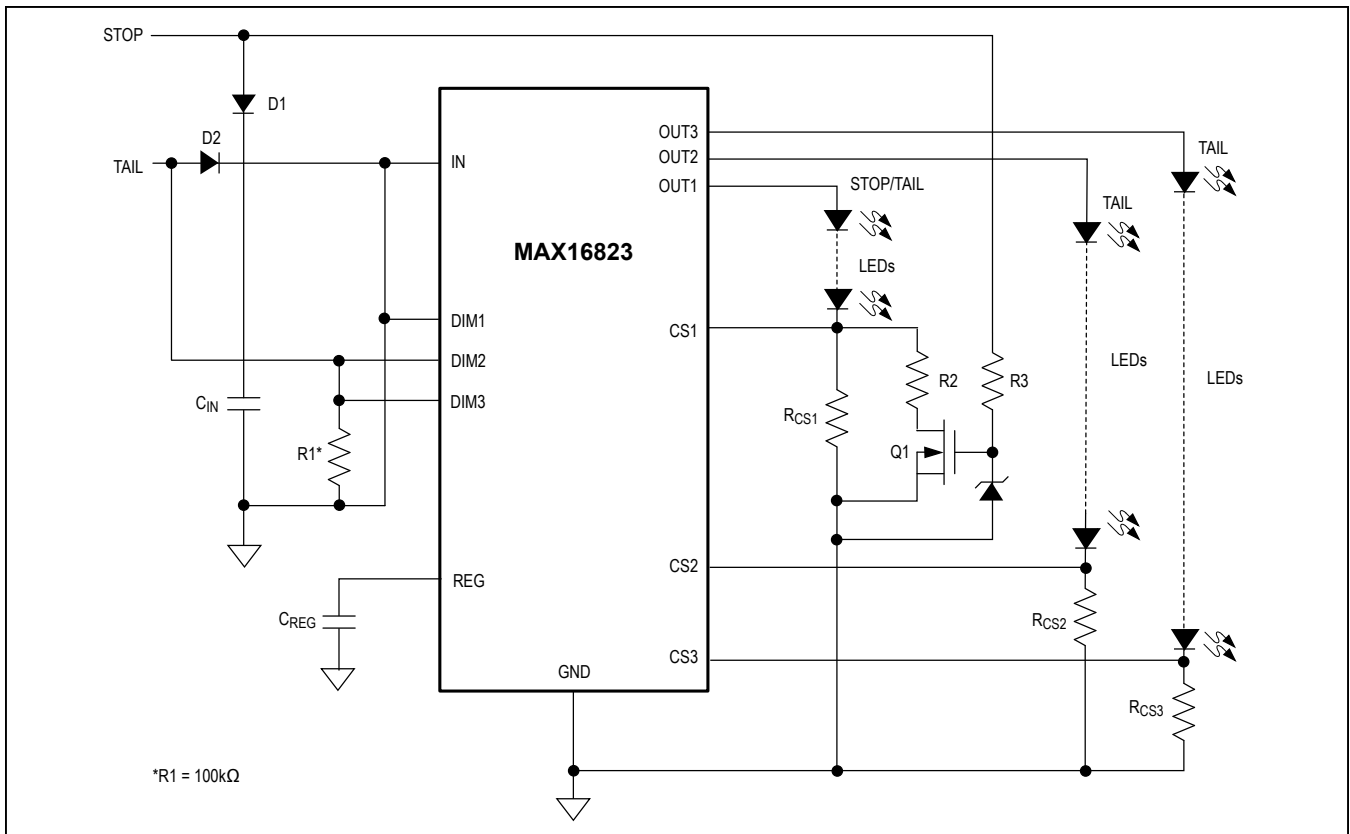 STOP
D1
D2
TAIL
IN
OUT3
OUT2
OUT1
STOP/TAIL
TAIL
TAIL
MAX16823
LEDs
DIM1
CS1
DIM2
DIM3
LEDs
LEDs
R2
R3
CIN
RCS1
R1*
Q1
CS2
REG
CREG
RCS2
CS3
GND
RCS3
*R1 = 100kΩ